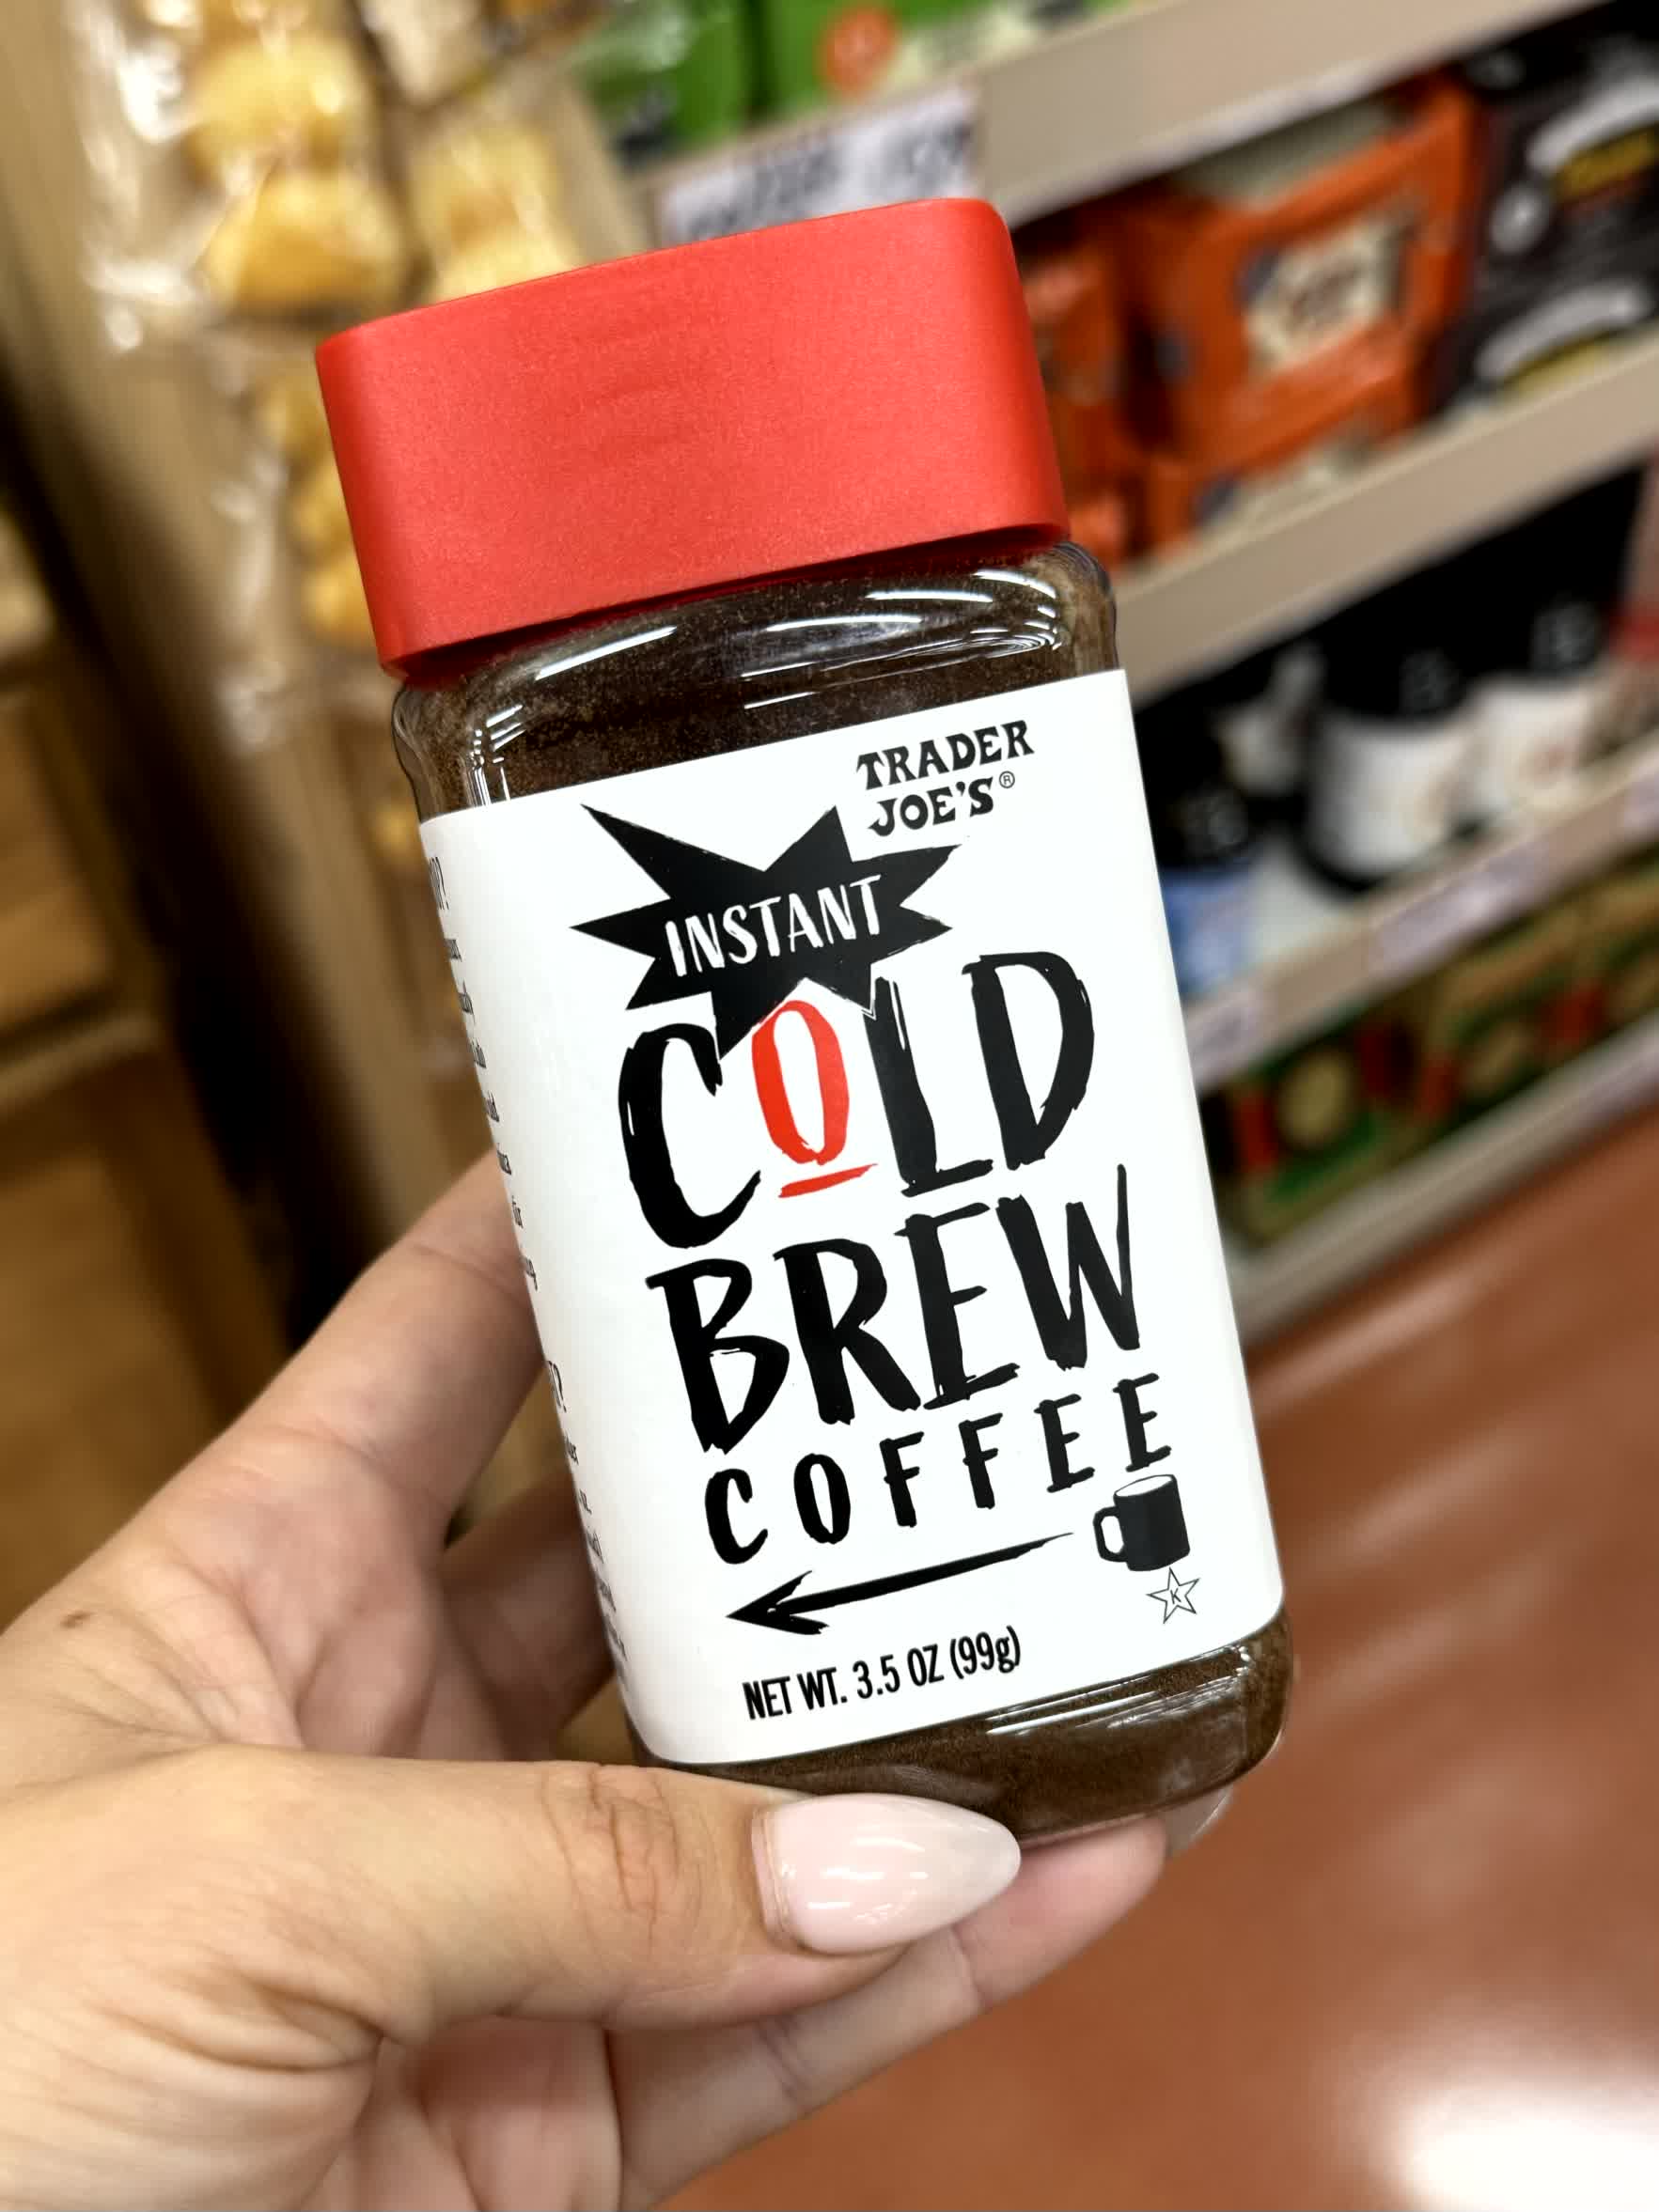 TRADER
JOE'S®
INSTANT
COLD
BREW
COFFEE
K
NET WT. 3.5 OZ (99g)